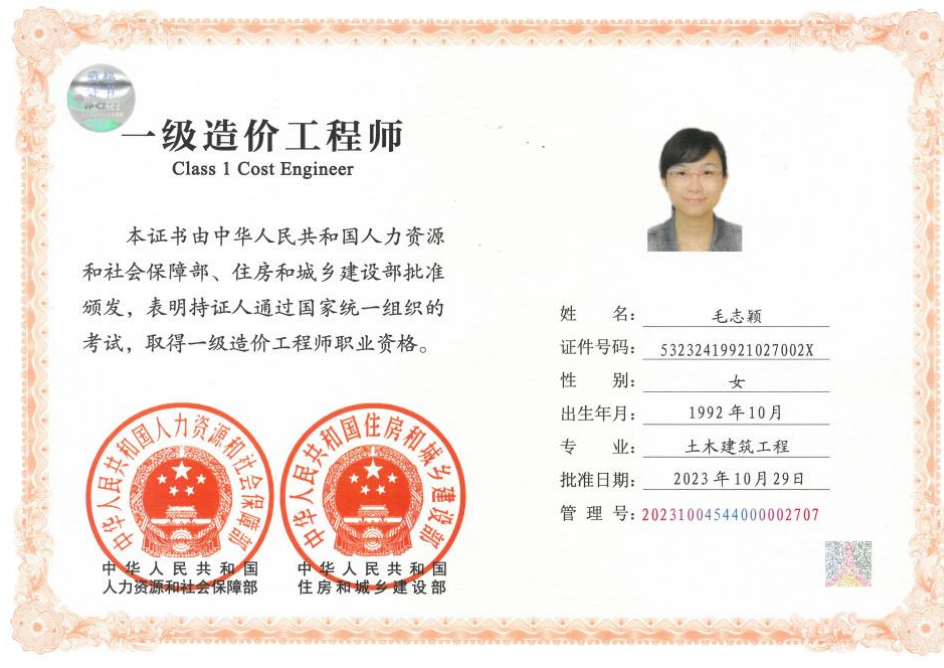 一级造价工程师
Class 1 Cost Engineer
本证书由中华人民共和国人力资源
和社会保障部、住房和城乡建设部批准
颁发，表明持证人通过国家统一组织的
考试，取得一级造价工程师职业资格。
中华人民共和国人力资源和社会保障部
中华人民共和国住房和城乡建设部
中华人民共和国
人力资源和社会保障部
中华人民共和国
住房和城乡建设部
姓名：毛志颖
证件号码：53232419921027002X
性别：女
出生年月：1992年10月
专业：土木建筑工程
批准日期：2023年10月29日
管理号：20231004544000002707